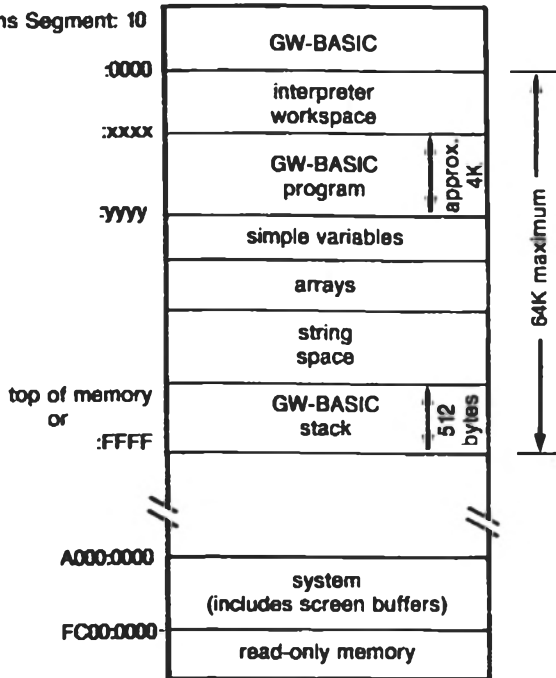 ns Segment: 10
GW-BASIC
:0000
interpreter
workspace
:xxxx
GW-BASIC
program
approx.
4K
:yyyy
simple variables
arrays
string
space
64K maximum
top of memory
or
:FFFF
GW-BASIC
stack
512
bytes
A000:0000
system
(includes screen buffers)
FC00:0000
read-only memory